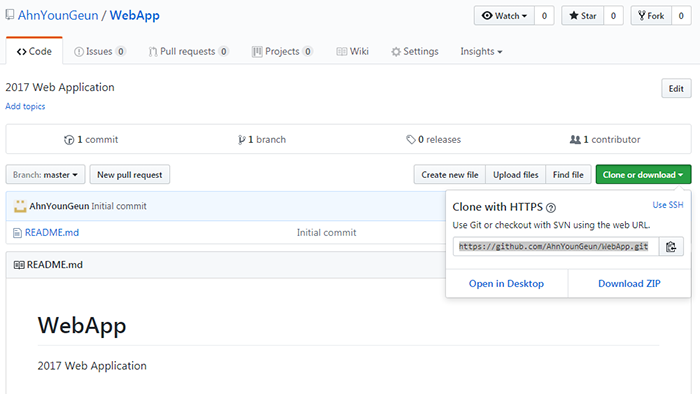 AhnYounGeun / WebApp
Watch 0 Star 0 Fork 0
Code Issues 0 Pull requests 0 Projects 0 Wiki Settings Insights
2017 Web Application
Edit
Add topics
1 commit 1 branch 0 releases 1 contributor
Branch: master New pull request Create new file Upload files Find file Clone or download
AhnYounGeun Initial commit
README.md Initial commit
Clone with HTTPS Use SSH
Use Git or checkout with SVN using the web URL.
https://github.com/AhnYounGeun/WebApp.git
Open in Desktop Download ZIP
README.md
WebApp
2017 Web Application